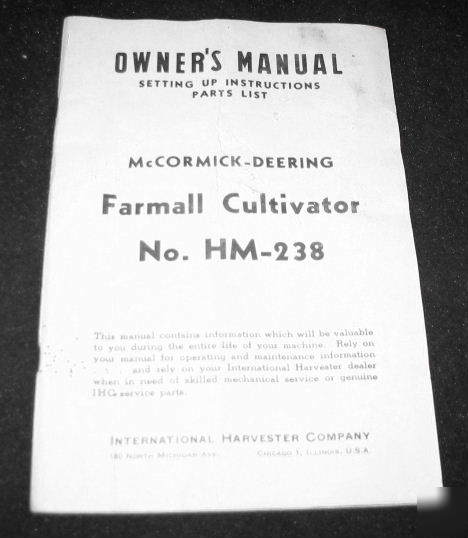 OWNER'S MANUAL
SETTING UP INSTRUCTIONS
PARTS LIST
McCORMICK-DEERING
Farmall Cultivator
No. HM-238
This manual contains information which will be valuable
to you during the entire life of your machine. Rely on
your manual for operating and maintenance information
. . . and rely on your International Harvester dealer
when in need of skilled mechanical service or genuine
IHC service parts.
INTERNATIONAL HARVESTER COMPANY
180 NORTH MICHIGAN AVE. CHICAGO 1, ILLINOIS, U.S.A.